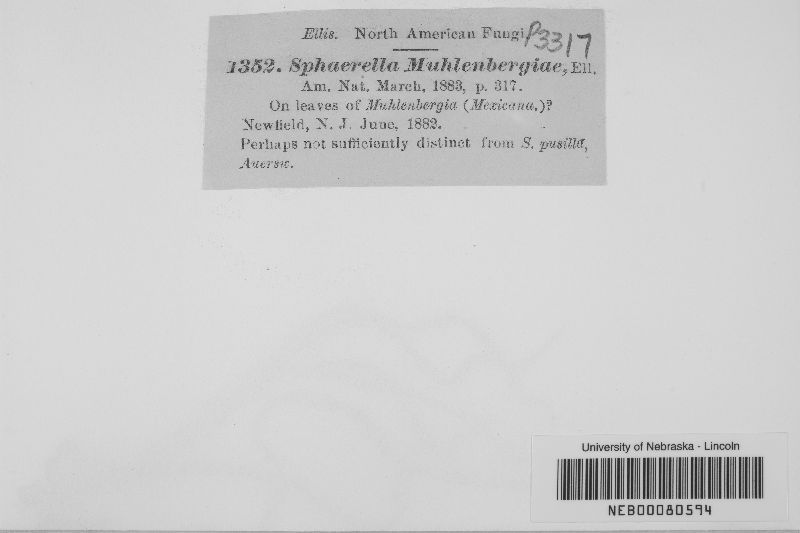 Ellis. North American Fungi. P3317
1352. Sphaerella Muhlenbergiae, Ell.
Am. Nat. March, 1883, p. 317.
On leaves of Muhlenbergia (Mexicana,)?
Newfield, N. J. June, 1882.
Perhaps not sufficiently distinct from S. pusilla,
Auersw.
University of Nebraska - Lincoln
NEB00080594